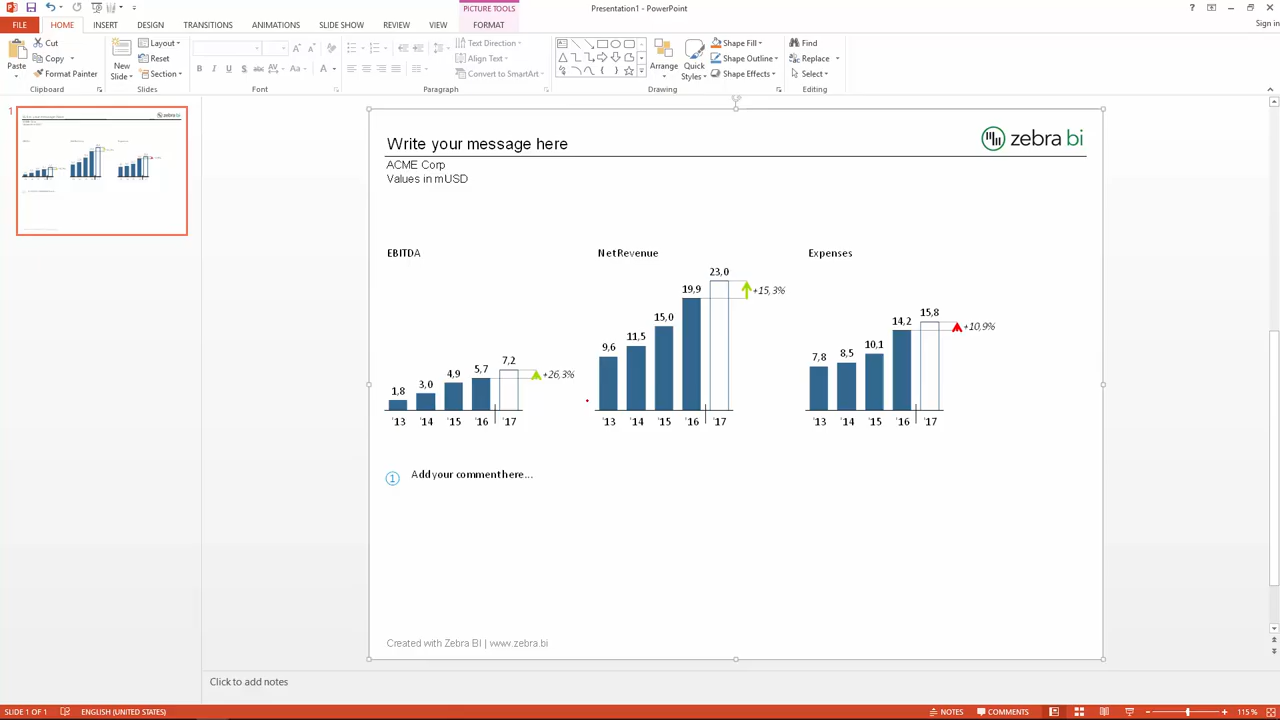 PICTURE TOOLS
Presentation1 - PowerPoint
FILE HOME INSERT DESIGN TRANSITIONS ANIMATIONS SLIDE SHOW REVIEW VIEW FORMAT
Sign in
Paste
Cut
Copy
Format Painter
Clipboard
New Slide
Layout
Reset
Section
Slides
B I U S abc AV Aa A
Font
Text Direction
Align Text
Convert to SmartArt
Paragraph
Arrange
Quick Styles
Shape Fill
Shape Outline
Shape Effects
Drawing
Find
Replace
Select
Editing
1
Write your message here
zebra bi
ACME Corp
Values in mUSD
EBITDA
1,8 3,0 4,9 5,7 7,2
+26,3%
'13 '14 '15 '16 '17
Net Revenue
9,6 11,5 15,0 19,9 23,0
+15,3%
'13 '14 '15 '16 '17
Expenses
7,8 8,5 10,1 14,2 15,8
+10,9%
'13 '14 '15 '16 '17
1 Add your comment here...
Created with Zebra BI | www.zebra.bi
Click to add notes
SLIDE 1 OF 1 ENGLISH (UNITED STATES) NOTES COMMENTS 115 %